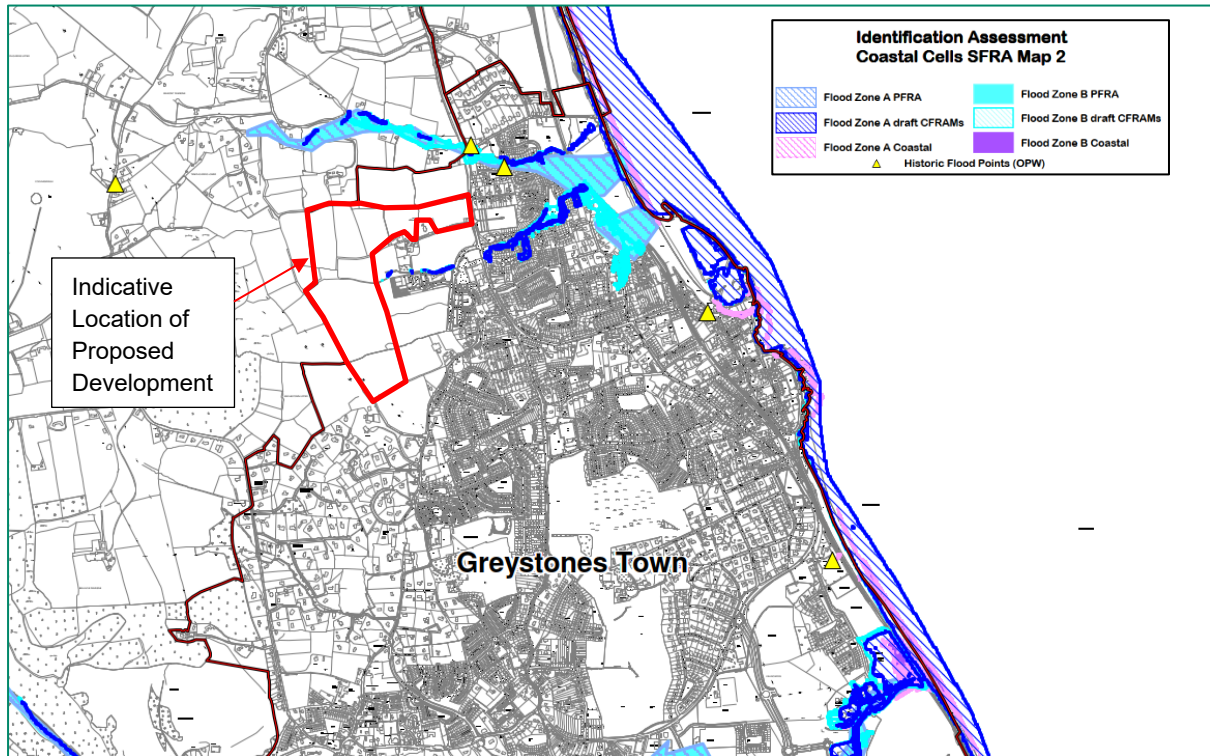 Identification Assessment
Coastal Cells SFRA Map 2
Flood Zone A PFRA
Flood Zone B PFRA
Flood Zone A draft CFRAMs
Flood Zone B draft CFRAMs
Flood Zone A Coastal
Flood Zone B Coastal
Historic Flood Points (OPW)
Indicative
Location of
Proposed
Development
Greystones Town